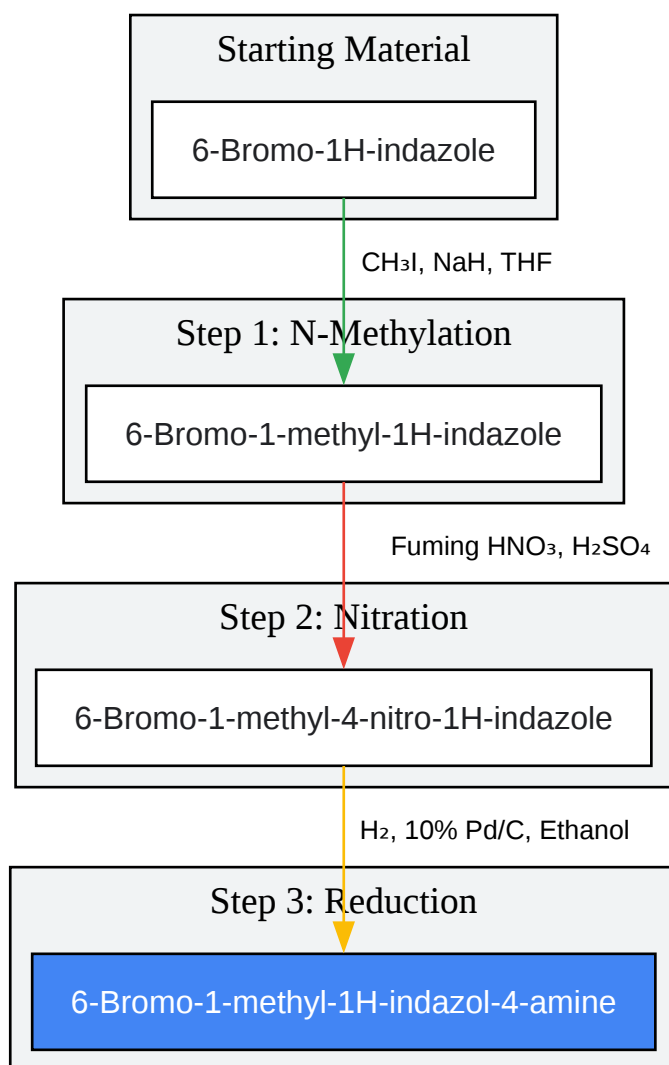 Starting Material
6-Bromo-1H-indazole
CH₃I, NaH, THF
Step 1: N-Methylation
6-Bromo-1-methyl-1H-indazole
Fuming HNO₃, H₂SO₄
Step 2: Nitration
6-Bromo-1-methyl-4-nitro-1H-indazole
H₂, 10% Pd/C, Ethanol
Step 3: Reduction
6-Bromo-1-methyl-1H-indazol-4-amine